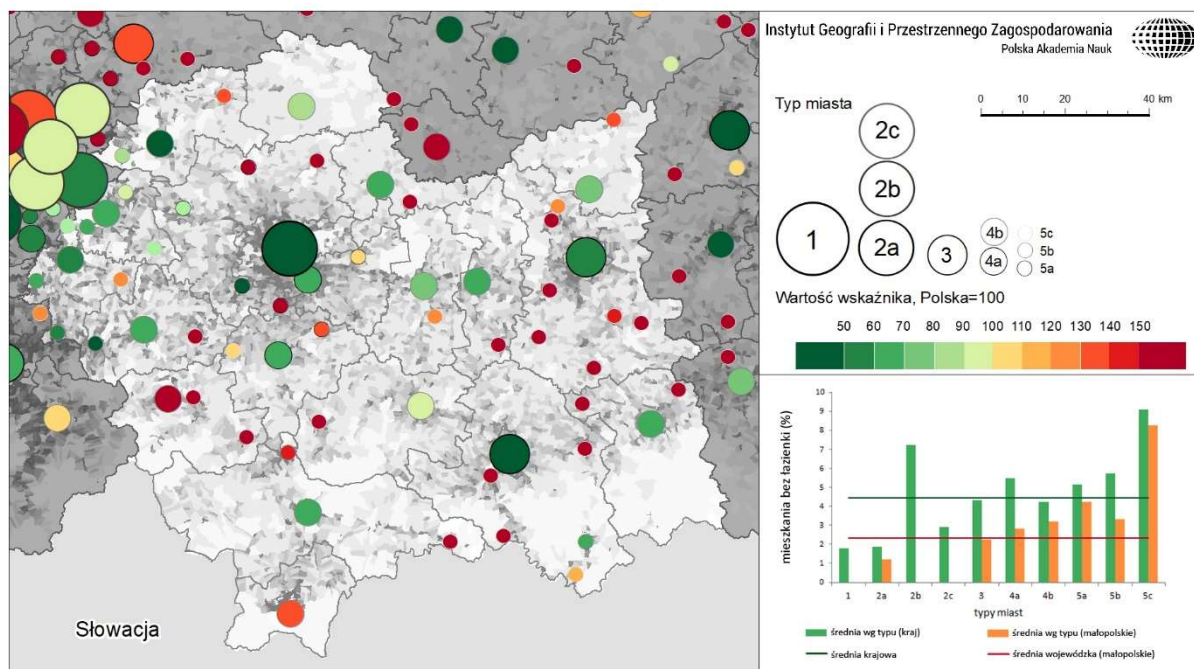 Słowacja
Instytut Geografii i Przestrzennego Zagospodarowania
Polska Akademia Nauk
Typ miasta
0 10 20 40 km
2c
2b
1
2a
3
4b
4a
5c
5b
5a
Wartość wskaźnika, Polska=100
50 60 70 80 90 100 110 120 130 140 150
mieszkania bez łazienki (%)
10
9
8
7
6
5
4
3
2
1
0
1 2a 2b 2c 3 4a 4b 5a 5b 5c
typy miast
średnia wg typu (kraj)
średnia wg typu (małopolskie)
średnia krajowa
średnia wojewódzka (małopolskie)